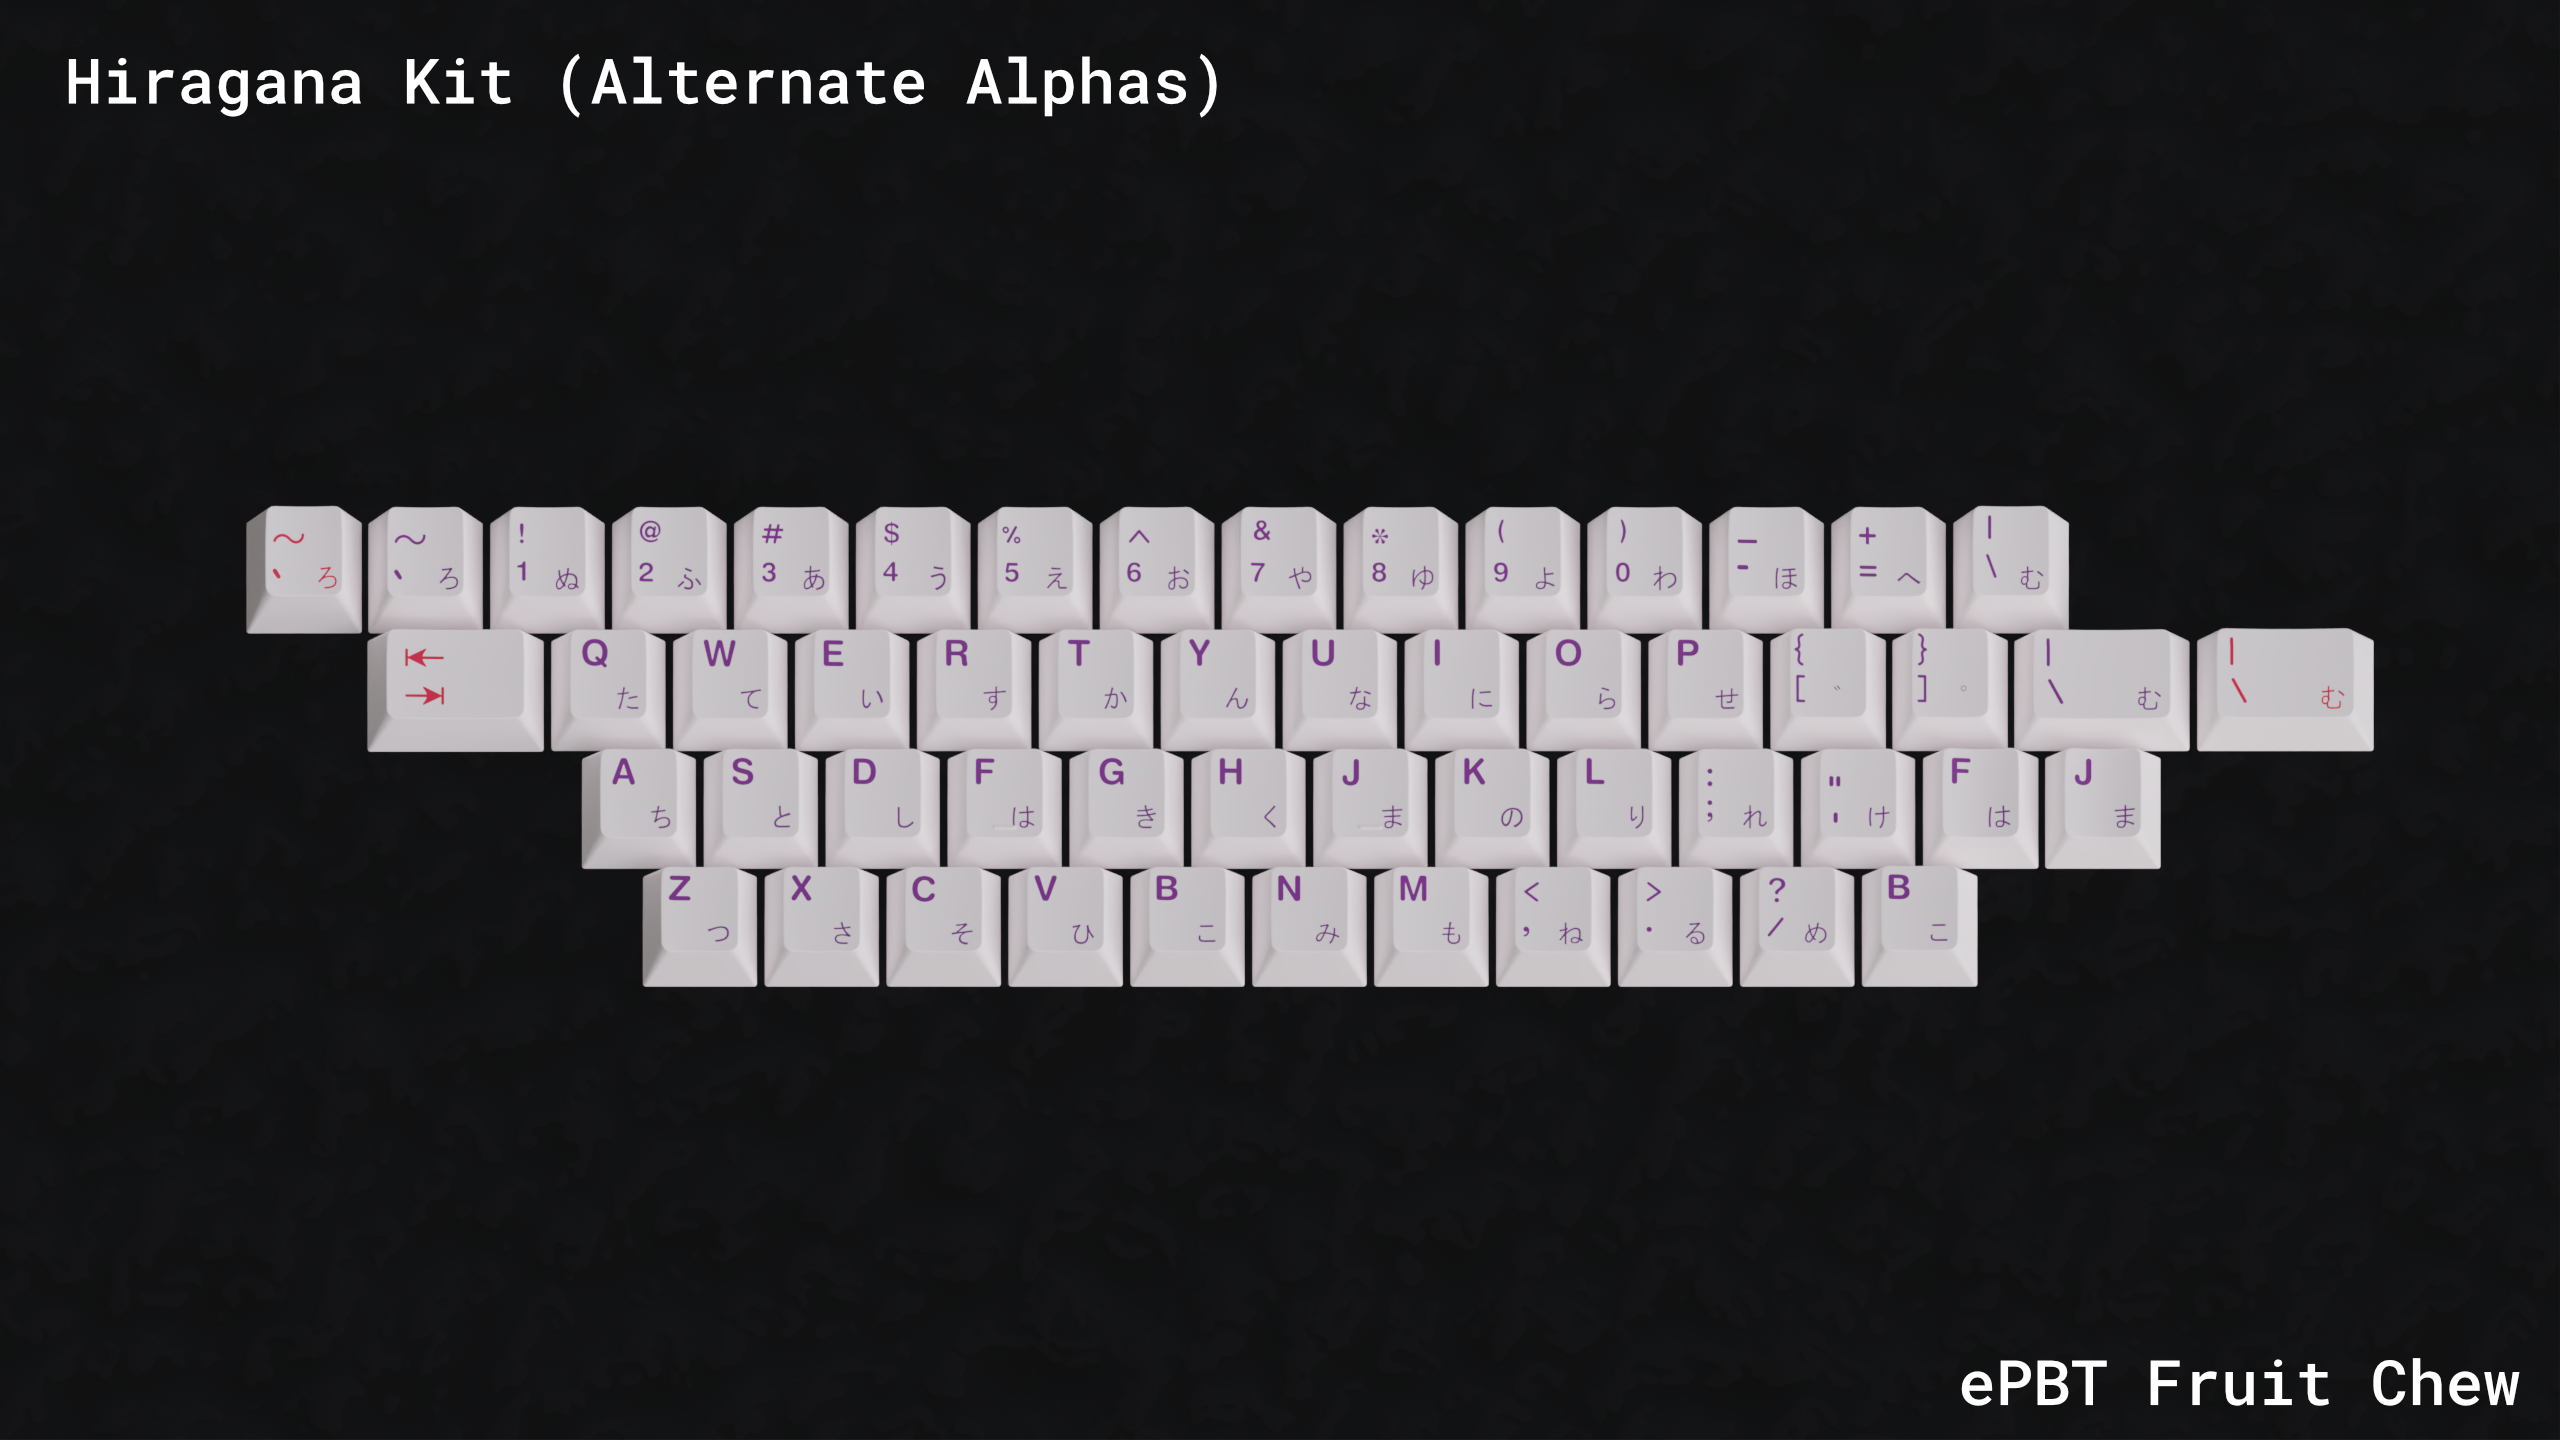 Hiragana Kit (Alternate Alphas)
~ ` ろ ~ ` ろ ! 1 ぬ @ 2 ふ # 3 あ $ 4 う % 5 え ^ 6 お & 7 や * 8 ゆ ( 9 よ ) 0 わ _ - ほ + = へ | \ む
⇤ ⇥ Q た W て E い R す T か Y ん U な I に O ら P せ { [ ゛ } ] ゜ | \ む | \ む
A ち S と D し F は G き H く J ま K の L り : ; れ " ' け F は J ま
Z つ X さ C そ V ひ B こ N み M も < , ね > . る ? / め B こ
ePBT Fruit Chew